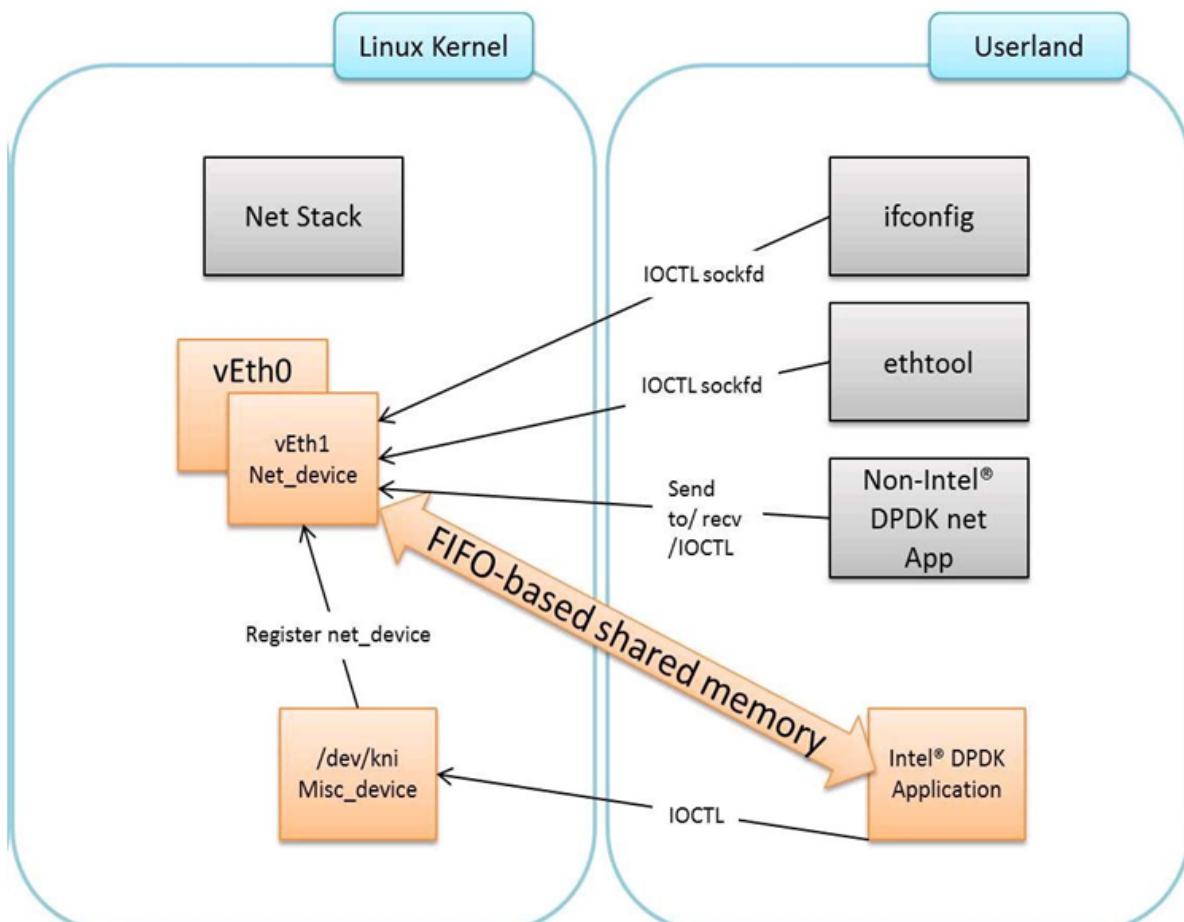 Linux Kernel
Userland
Net Stack
ifconfig
IOCTL sockfd
ethtool
IOCTL sockfd
vEth0
vEth1
Net_device
Non-Intel®
DPDK net
App
Send
to/ recv
/IOCTL
FIFO-based shared memory
Register net_device
/dev/kni
Misc_device
Intel® DPDK
Application
IOCTL